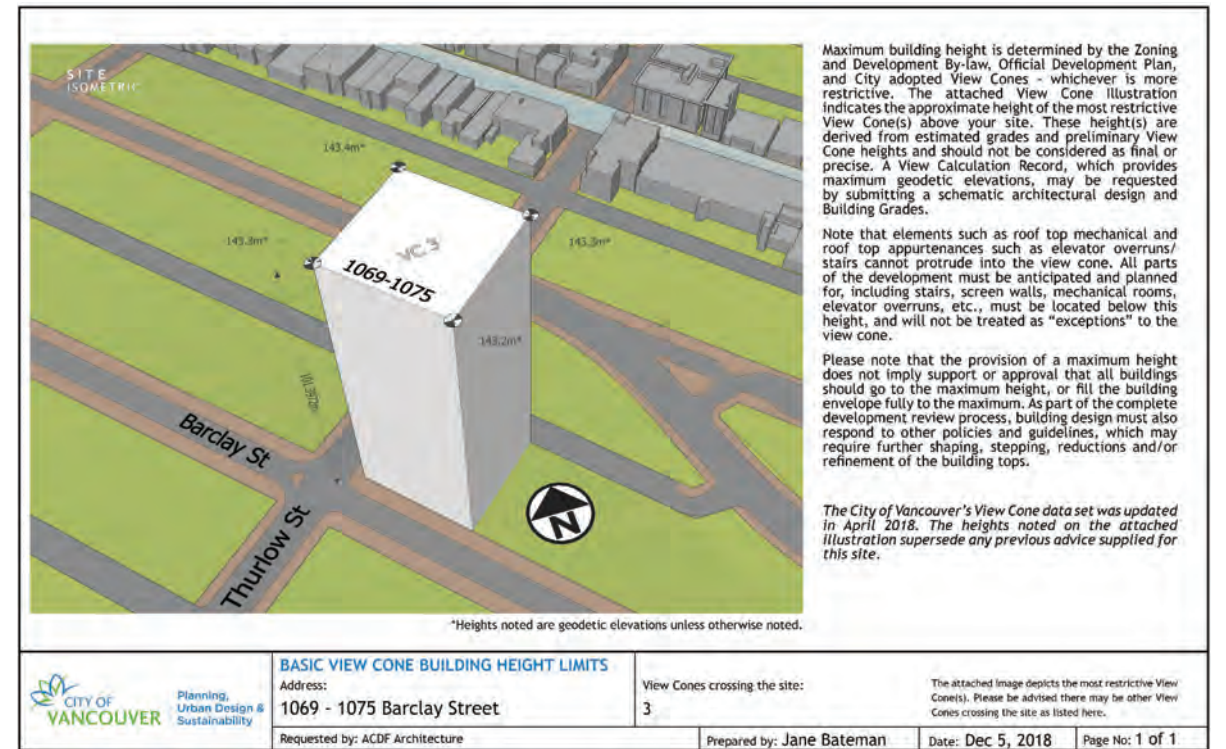 SITE
ISOMETRIC
143.4m*
143.3m*
143.3m*
VC 3
1069-1075
143.2m*
Barclay St
Thurlow St
N
*Heights noted are geodetic elevations unless otherwise noted.
Maximum building height is determined by the Zoning
and Development By-law, Official Development Plan,
and City adopted View Cones - whichever is more
restrictive. The attached View Cone Illustration
indicates the approximate height of the most restrictive
View Cone(s) above your site. These height(s) are
derived from estimated grades and preliminary View
Cone heights and should not be considered as final or
precise. A View Calculation Record, which provides
maximum geodetic elevations, may be requested
by submitting a schematic architectural design and
Building Grades.
Note that elements such as roof top mechanical and
roof top appurtenances such as elevator overruns/
stairs cannot protrude into the view cone. All parts
of the development must be anticipated and planned
for, including stairs, screen walls, mechanical rooms,
elevator overruns, etc., must be located below this
height, and will not be treated as "exceptions" to the
view cone.
Please note that the provision of a maximum height
does not imply support or approval that all buildings
should go to the maximum height, or fill the building
envelope fully to the maximum. As part of the complete
development review process, building design must also
respond to other policies and guidelines, which may
require further shaping, stepping, reductions and/or
refinement of the building tops.
The City of Vancouver's View Cone data set was updated
in April 2018. The heights noted on the attached
illustration supersede any previous advice supplied for
this site.
CITY OF
VANCOUVER
Planning,
Urban Design &
Sustainability
BASIC VIEW CONE BUILDING HEIGHT LIMITS
Address:
1069 - 1075 Barclay Street
Requested by: ACDF Architecture
View Cones crossing the site:
3
Prepared by: Jane Bateman
The attached image depicts the most restrictive View
Cone(s). Please be advised there may be other View
Cones crossing the site as listed here.
Date: Dec 5, 2018
Page No: 1 of 1